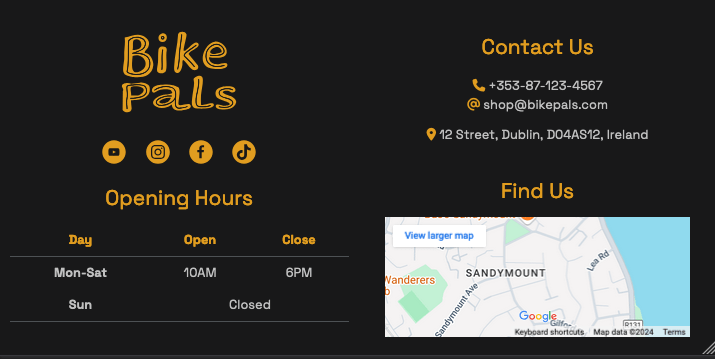 Bike
Pals
Opening Hours
Day Open Close
Mon-Sat 10AM 6PM
Sun Closed
Contact Us
+353-87-123-4567
shop@bikepals.com
12 Street, Dublin, D04AS12, Ireland
Find Us
View larger map
SANDYMOUNT
Lea Rd
Wanderers
Sandymount Ave
Google
R131
Keyboard shortcuts Map data ©2024 Terms